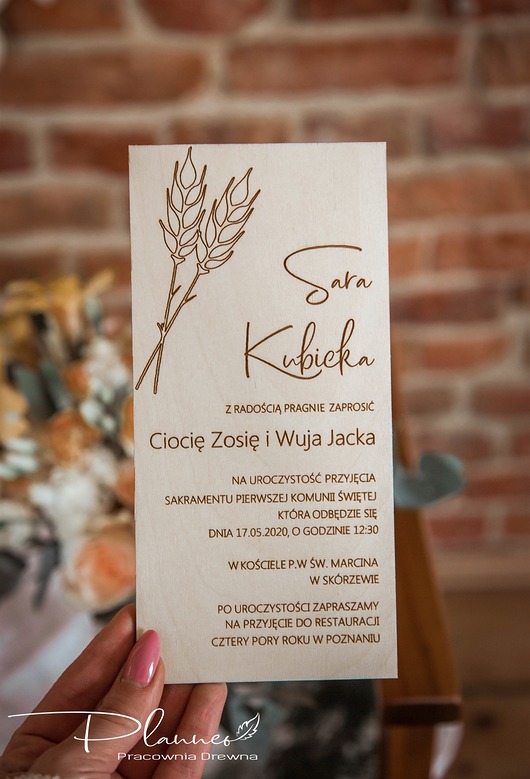 Sara
Kubicka
Z RADOŚCIĄ PRAGNIE ZAPROSIĆ
Ciocię Zosię i Wuja Jacka
NA UROCZYSTOŚĆ PRZYJĘCIA
SAKRAMENTU PIERWSZEJ KOMUNII ŚWIĘTEJ
KTÓRA ODBĘDZIE SIĘ
DNIA 17.05.2020, O GODZINIE 12:30
W KOŚCIELE P.W ŚW. MARCINA
W SKÓRZEWIE
PO UROCZYSTOŚCI ZAPRASZAMY
NA PRZYJĘCIE DO RESTAURACJI
CZTERY PORY ROKU W POZNANIU
Planner
Pracownia Drewna